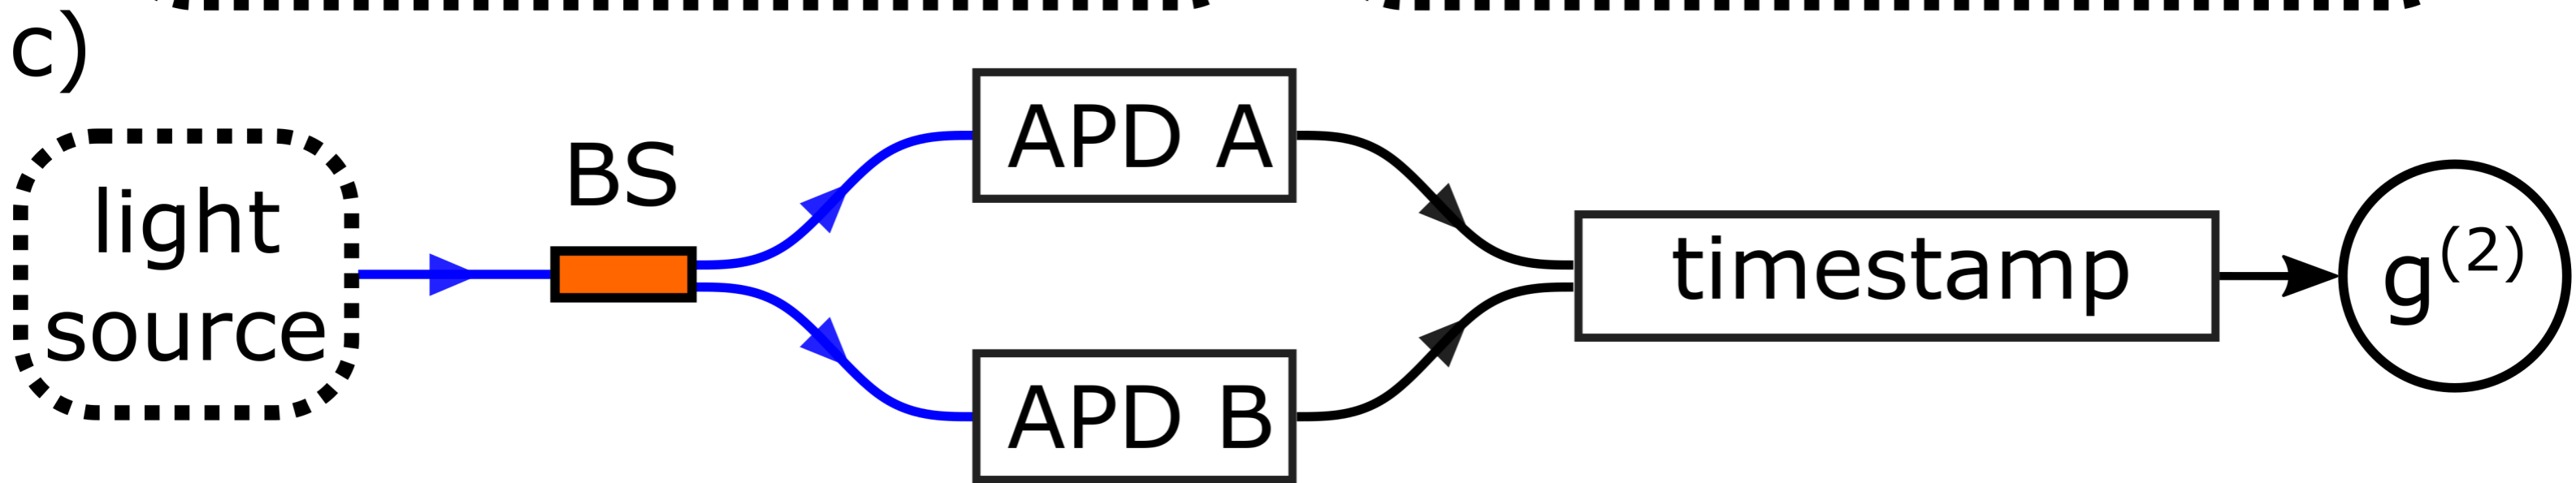 c)
light
source
BS
APD A
APD B
timestamp
g⁽²⁾